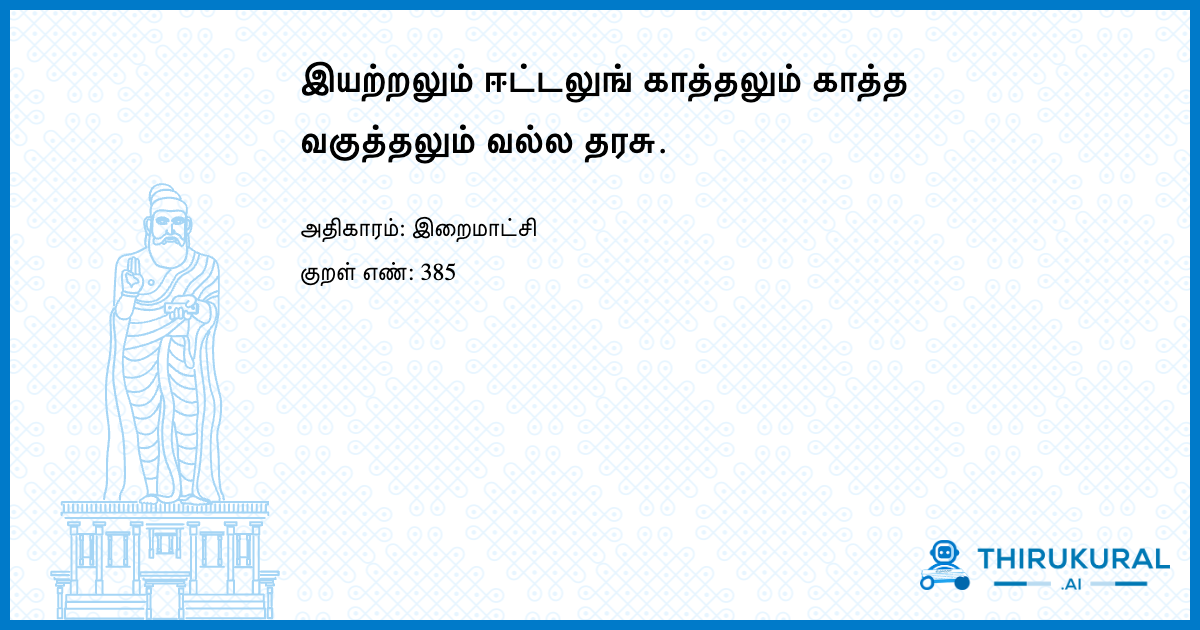 இயற்றலும் ஈட்டலுங் காத்தலும் காத்த
வகுத்தலும் வல்ல தரசு.
அதிகாரம்: இறைமாட்சி
குறள் எண்: 385
THIRUKURAL
.AI